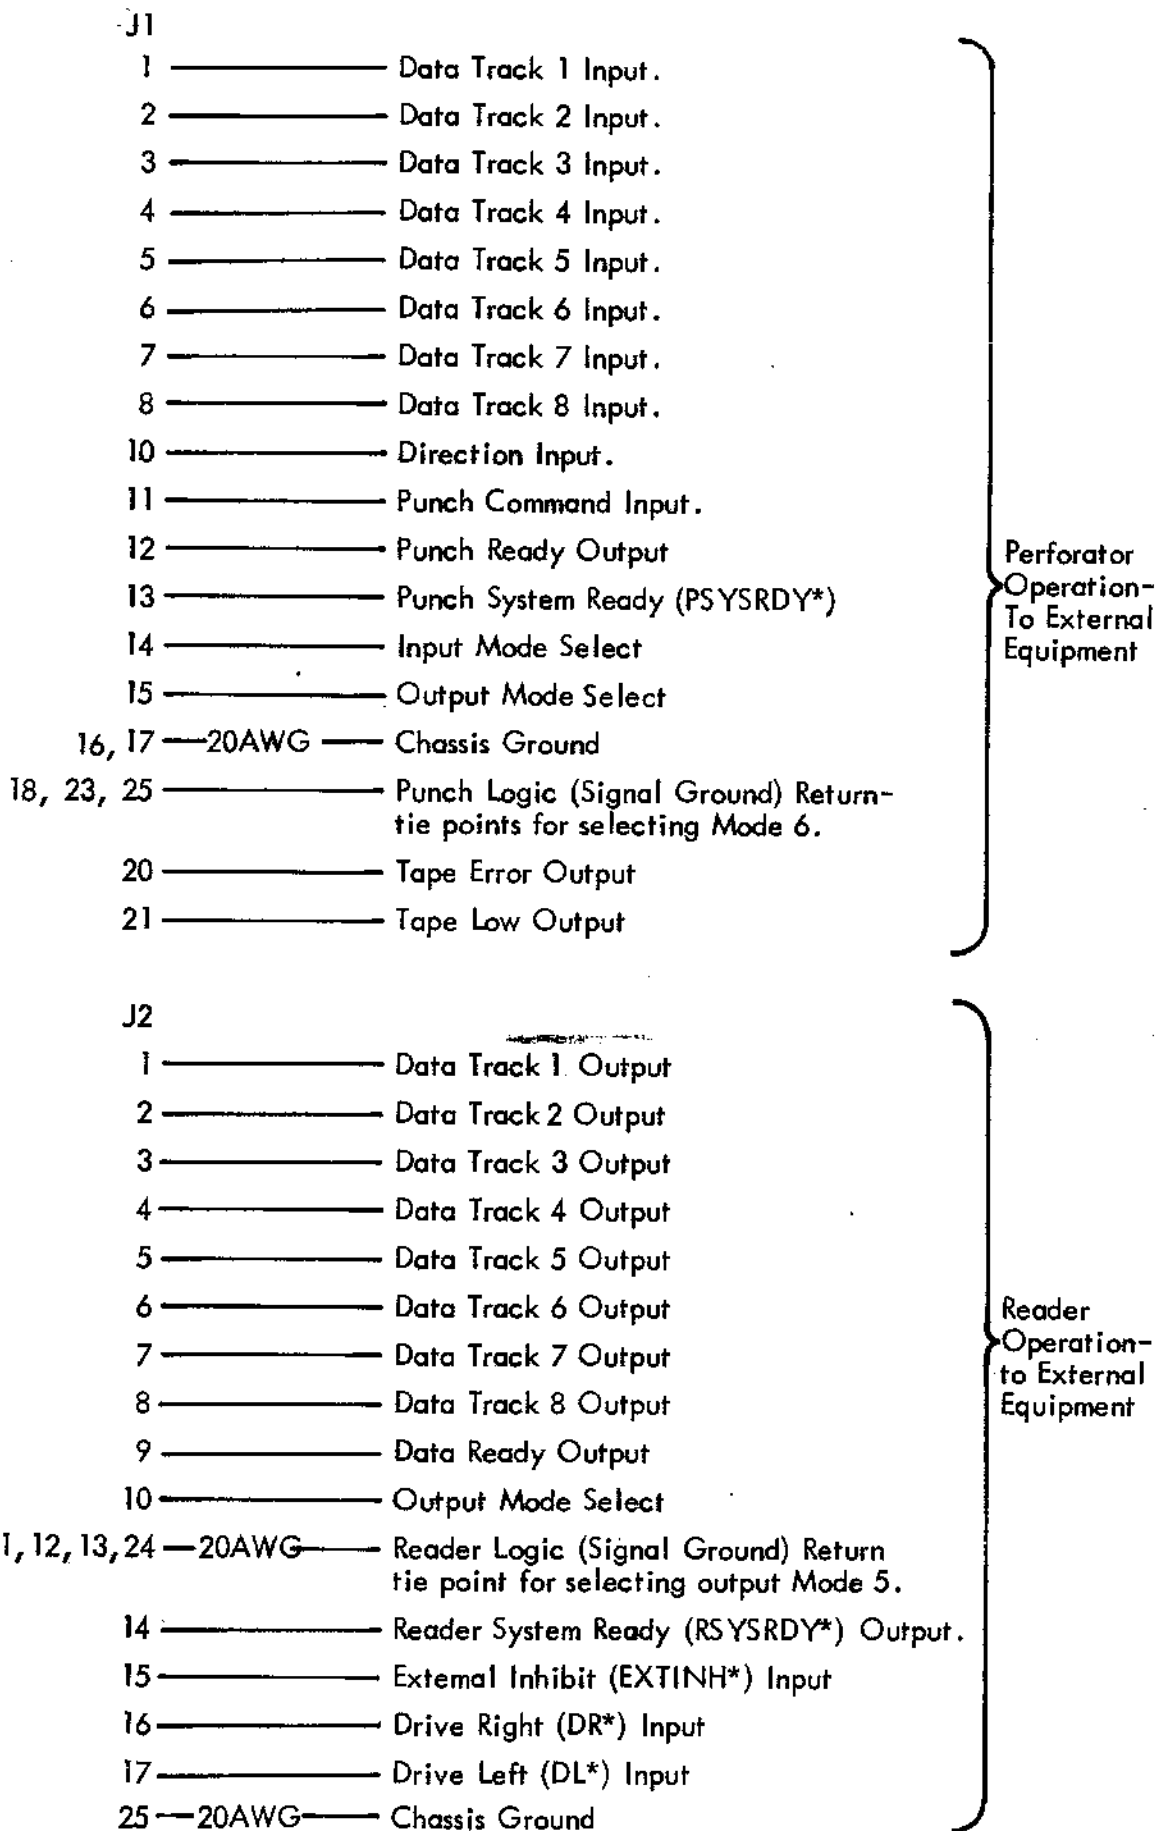 J1
1 Data Track 1 Input.
2 Data Track 2 Input.
3 Data Track 3 Input.
4 Data Track 4 Input.
5 Data Track 5 Input.
6 Data Track 6 Input.
7 Data Track 7 Input.
8 Data Track 8 Input.
10 Direction Input.
11 Punch Command Input.
12 Punch Ready Output
13 Punch System Ready (PSYSRDY*)
14 Input Mode Select
15 Output Mode Select
16, 17 20AWG Chassis Ground
18, 23, 25 Punch Logic (Signal Ground) Return-
tie points for selecting Mode 6.
20 Tape Error Output
21 Tape Low Output
Perforator
Operation-
To External
Equipment
J2
1 Data Track 1 Output
2 Data Track 2 Output
3 Data Track 3 Output
4 Data Track 4 Output
5 Data Track 5 Output
6 Data Track 6 Output
7 Data Track 7 Output
8 Data Track 8 Output
9 Data Ready Output
10 Output Mode Select
1, 12, 13, 24 20AWG Reader Logic (Signal Ground) Return
tie point for selecting output Mode 5.
14 Reader System Ready (RSYSRDY*) Output.
15 External Inhibit (EXTINH*) Input
16 Drive Right (DR*) Input
17 Drive Left (DL*) Input
25 20AWG Chassis Ground
Reader
Operation-
to External
Equipment